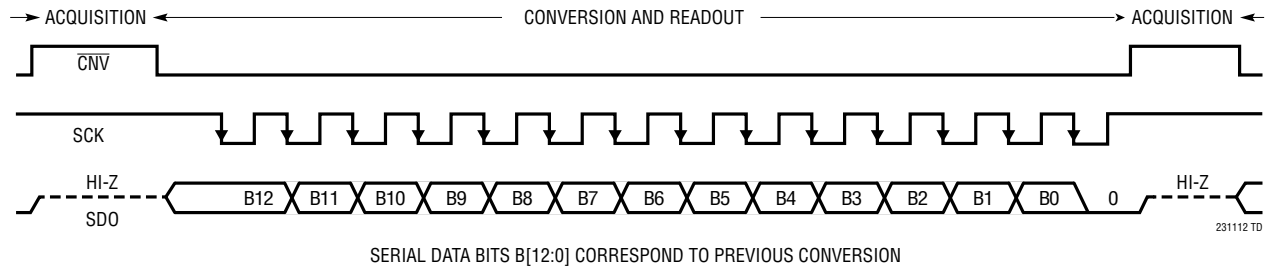 ACQUISITION CONVERSION AND READOUT ACQUISITION
CNV
SCK
HI-Z B12 B11 B10 B9 B8 B7 B6 B5 B4 B3 B2 B1 B0 0 HI-Z
SDO
231112 TD
SERIAL DATA BITS B[12:0] CORRESPOND TO PREVIOUS CONVERSION